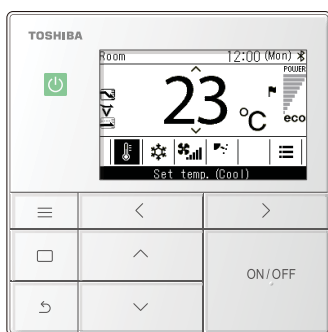 TOSHIBA
Room 12:00 (Mon)
POWER
23 °C
eco
Set temp. (Cool)
ON/OFF